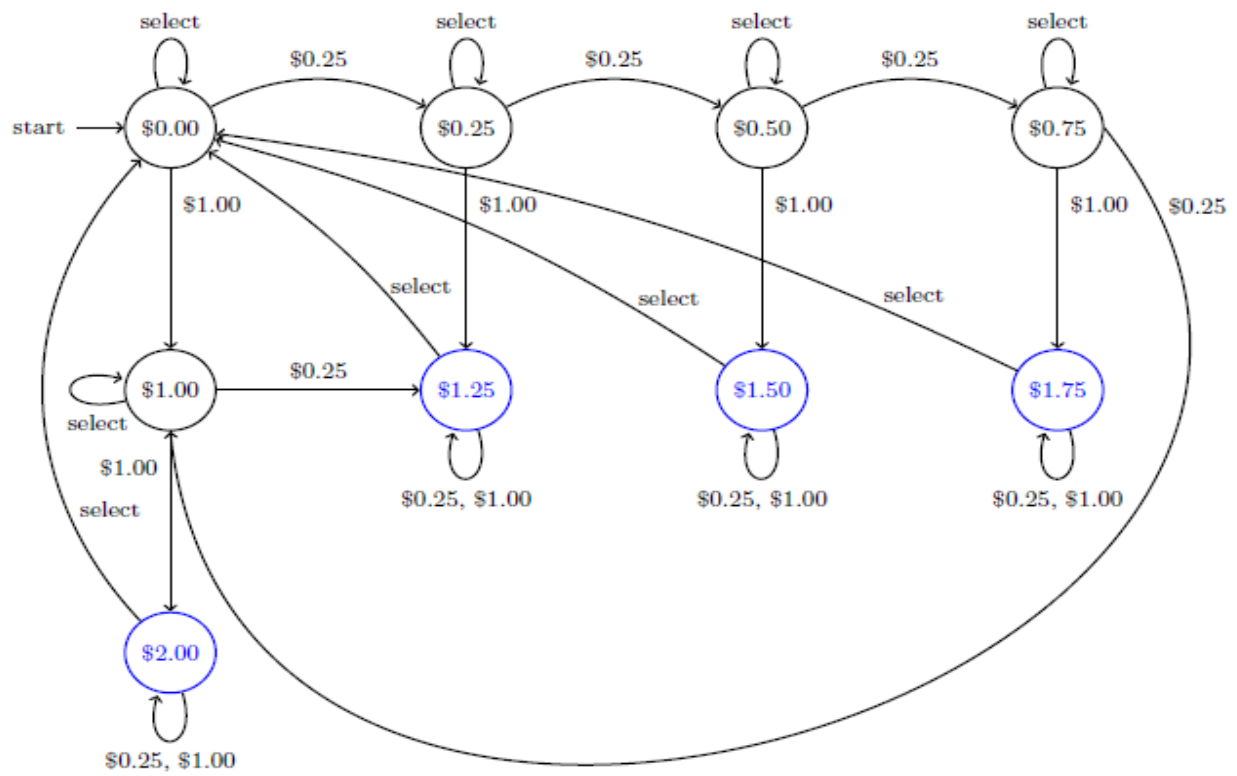 select select select select
$0.25 $0.25 $0.25
start $0.00 $0.25 $0.50 $0.75
$1.00 $1.00 $1.00 $1.00 $0.25
select select select
$0.25
$1.00 $1.25 $1.50 $1.75
select
$1.00
$0.25, $1.00 $0.25, $1.00 $0.25, $1.00
select
$2.00
$0.25, $1.00